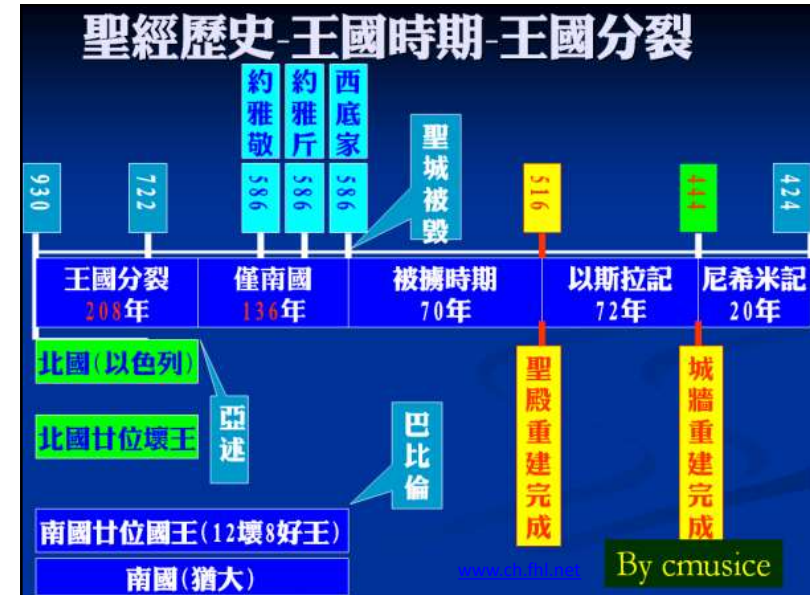 聖經歷史-王國時期-王國分裂
約雅敬
約雅斤
西底家
聖城被毀
930
722
586
586
586
516
444
424
王國分裂
208年
僅南國
136年
被擄時期
70年
以斯拉記
72年
尼希米記
20年
北國(以色列)
北國廿位壞王
亞述
巴比倫
聖殿重建完成
城牆重建完成
南國廿位國王(12壞8好王)
南國(猶大)
www.ch.fhl.net
By cmusice